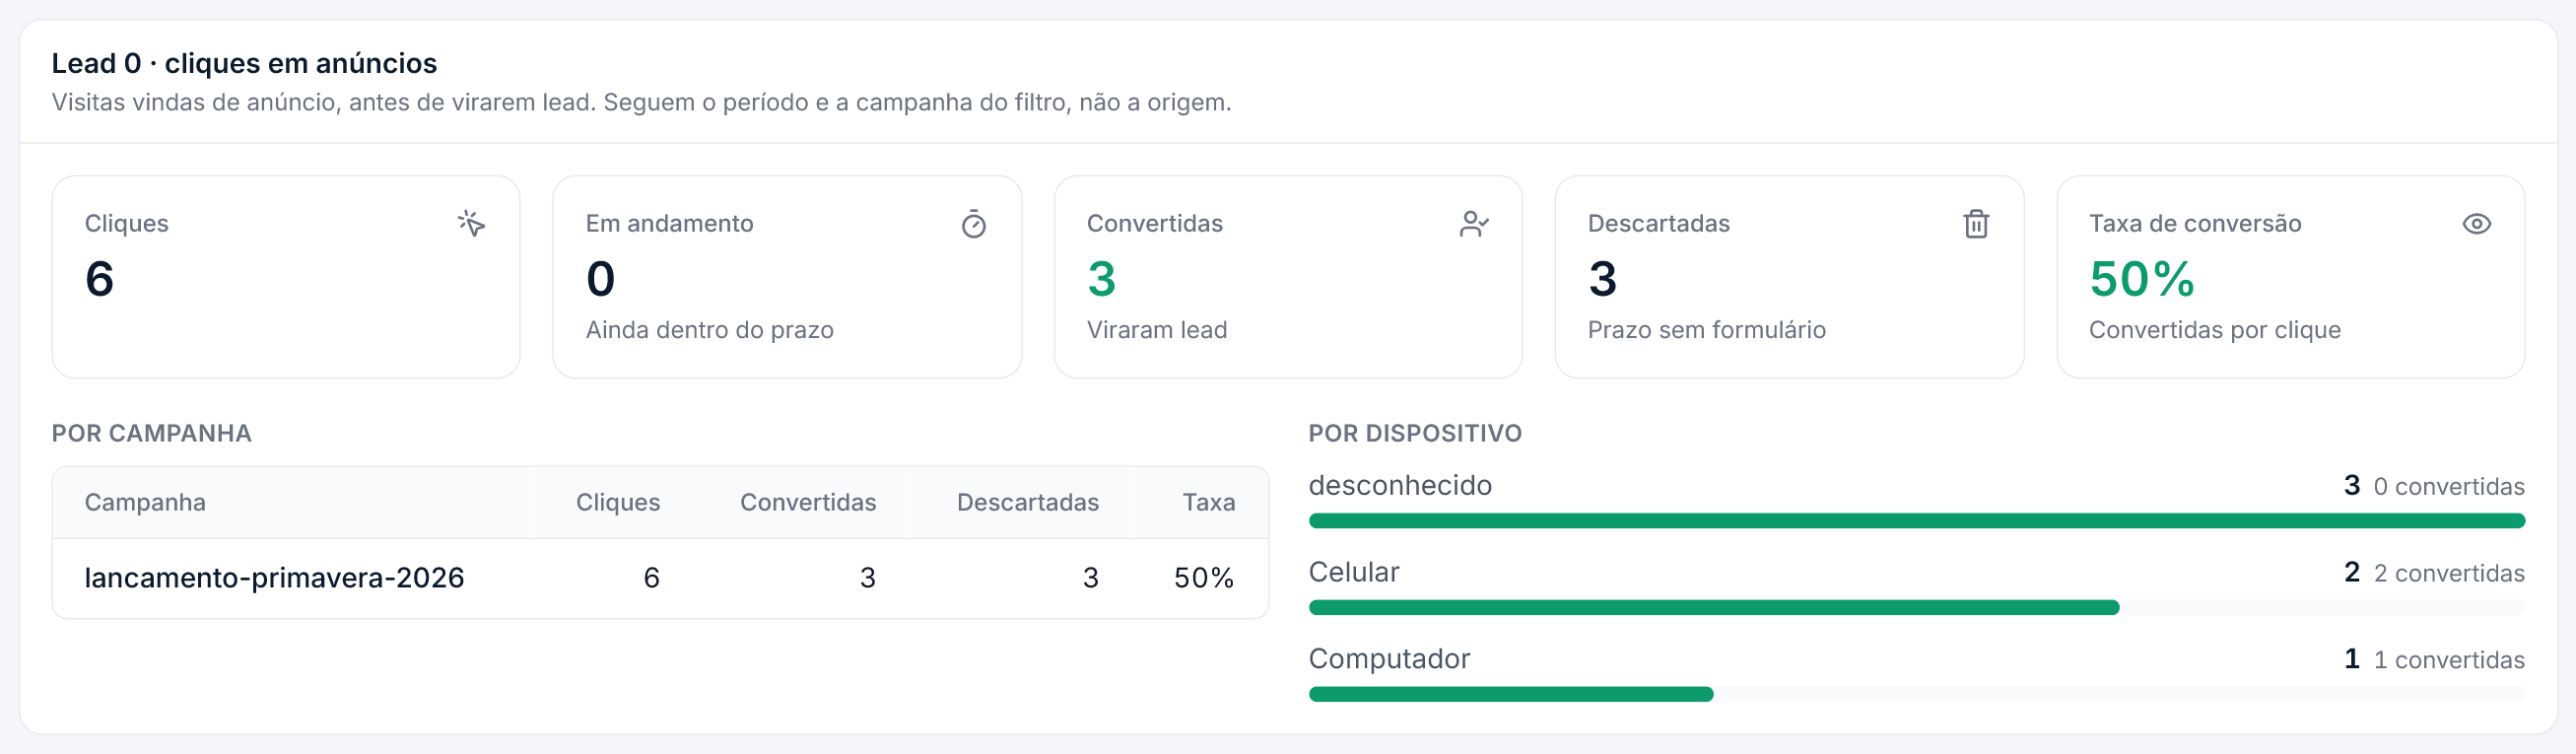 Lead 0 · cliques em anúncios
Visitas vindas de anúncio, antes de virarem lead. Seguem o período e a campanha do filtro, não a origem.
Cliques
6
Em andamento
0
Ainda dentro do prazo
Convertidas
3
Viraram lead
Descartadas
3
Prazo sem formulário
Taxa de conversão
50%
Convertidas por clique
POR CAMPANHA
Campanha Cliques Convertidas Descartadas Taxa
lancamento-primavera-2026 6 3 3 50%
POR DISPOSITIVO
desconhecido 3 0 convertidas
Celular 2 2 convertidas
Computador 1 1 convertidas